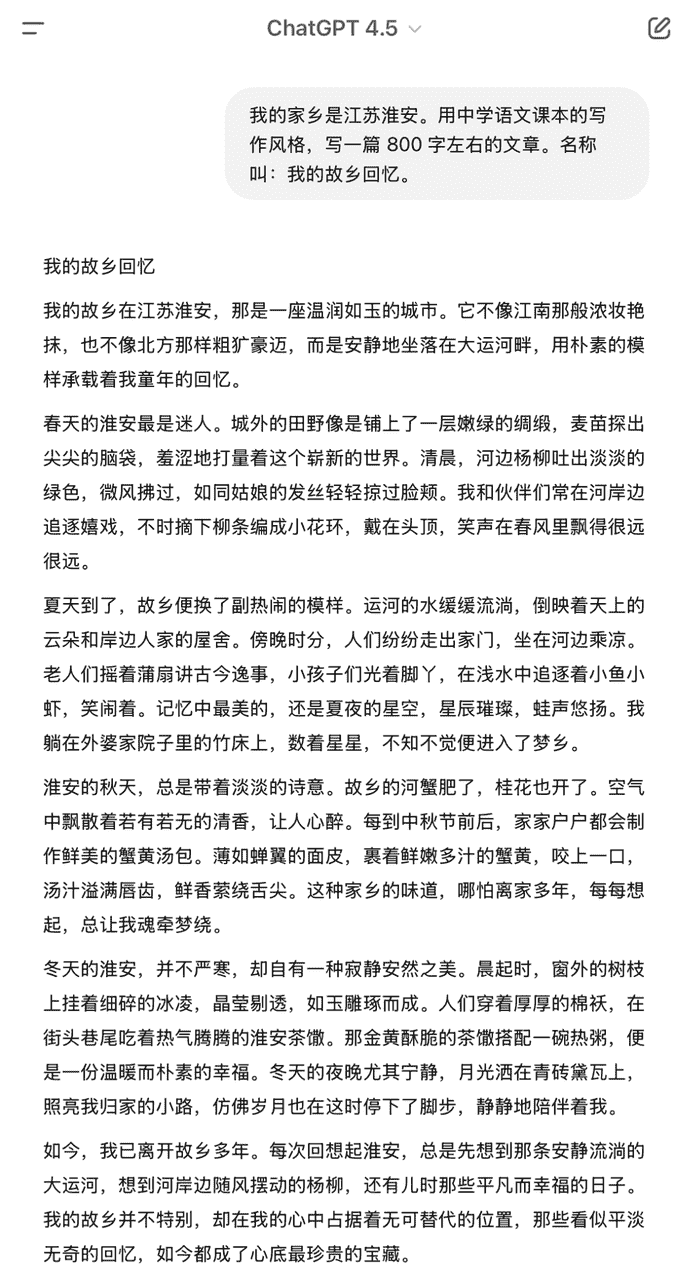 ChatGPT 4.5
我的家乡是江苏淮安。用中学语文课本的写
作风格，写一篇 800 字左右的文章。名称
叫：我的故乡回忆。
我的故乡回忆
我的故乡在江苏淮安，那是一座温润如玉的城市。它不像江南那般浓妆艳
抹，也不像北方那样粗犷豪迈，而是安静地坐落在大运河畔，用朴素的模
样承载着我童年的回忆。
春天的淮安最是迷人。城外的田野像是铺上了一层嫩绿的绸缎，麦苗探出
尖尖的脑袋，羞涩地打量着这个崭新的世界。清晨，河边杨柳吐出淡淡的
绿色，微风拂过，如同姑娘的发丝轻轻掠过脸颊。我和伙伴们常在河岸边
追逐嬉戏，不时摘下柳条编成小花环，戴在头顶，笑声在春风里飘得很远
很远。
夏天到了，故乡便换了副热闹的模样。运河的水缓缓流淌，倒映着天上的
云朵和岸边人家的屋舍。傍晚时分，人们纷纷走出家门，坐在河边乘凉。
老人们摇着蒲扇讲古今逸事，小孩子们光着脚丫，在浅水中追逐着小鱼小
虾，笑闹着。记忆中最美的，还是夏夜的星空，星辰璀璨，蛙声悠扬。我
躺在外婆家院子里的竹床上，数着星星，不知不觉便进入了梦乡。
淮安的秋天，总是带着淡淡的诗意。故乡的河蟹肥了，桂花也开了。空气
中飘散着若有若无的清香，让人心醉。每到中秋节前后，家家户户都会制
作鲜美的蟹黄汤包。薄如蝉翼的面皮，裹着鲜嫩多汁的蟹黄，咬上一口，
汤汁溢满唇齿，鲜香萦绕舌尖。这种家乡的味道，哪怕离家多年，每每想
起，总让我魂牵梦绕。
冬天的淮安，并不严寒，却自有一种寂静安然之美。晨起时，窗外的树枝
上挂着细碎的冰凌，晶莹剔透，如玉雕琢而成。人们穿着厚厚的棉袄，在
街头巷尾吃着热气腾腾的淮安茶馓。那金黄酥脆的茶馓搭配一碗热粥，便
是一份温暖而朴素的幸福。冬天的夜晚尤其宁静，月光洒在青砖黛瓦上，
照亮我归家的小路，仿佛岁月也在这时停下了脚步，静静地陪伴着我。
如今，我已离开故乡多年。每次回想起淮安，总是先想到那条安静流淌的
大运河，想到河岸边随风摆动的杨柳，还有儿时那些平凡而幸福的日子。
我的故乡并不特别，却在我的心中占据着无可替代的位置，那些看似平淡
无奇的回忆，如今都成了心底最珍贵的宝藏。